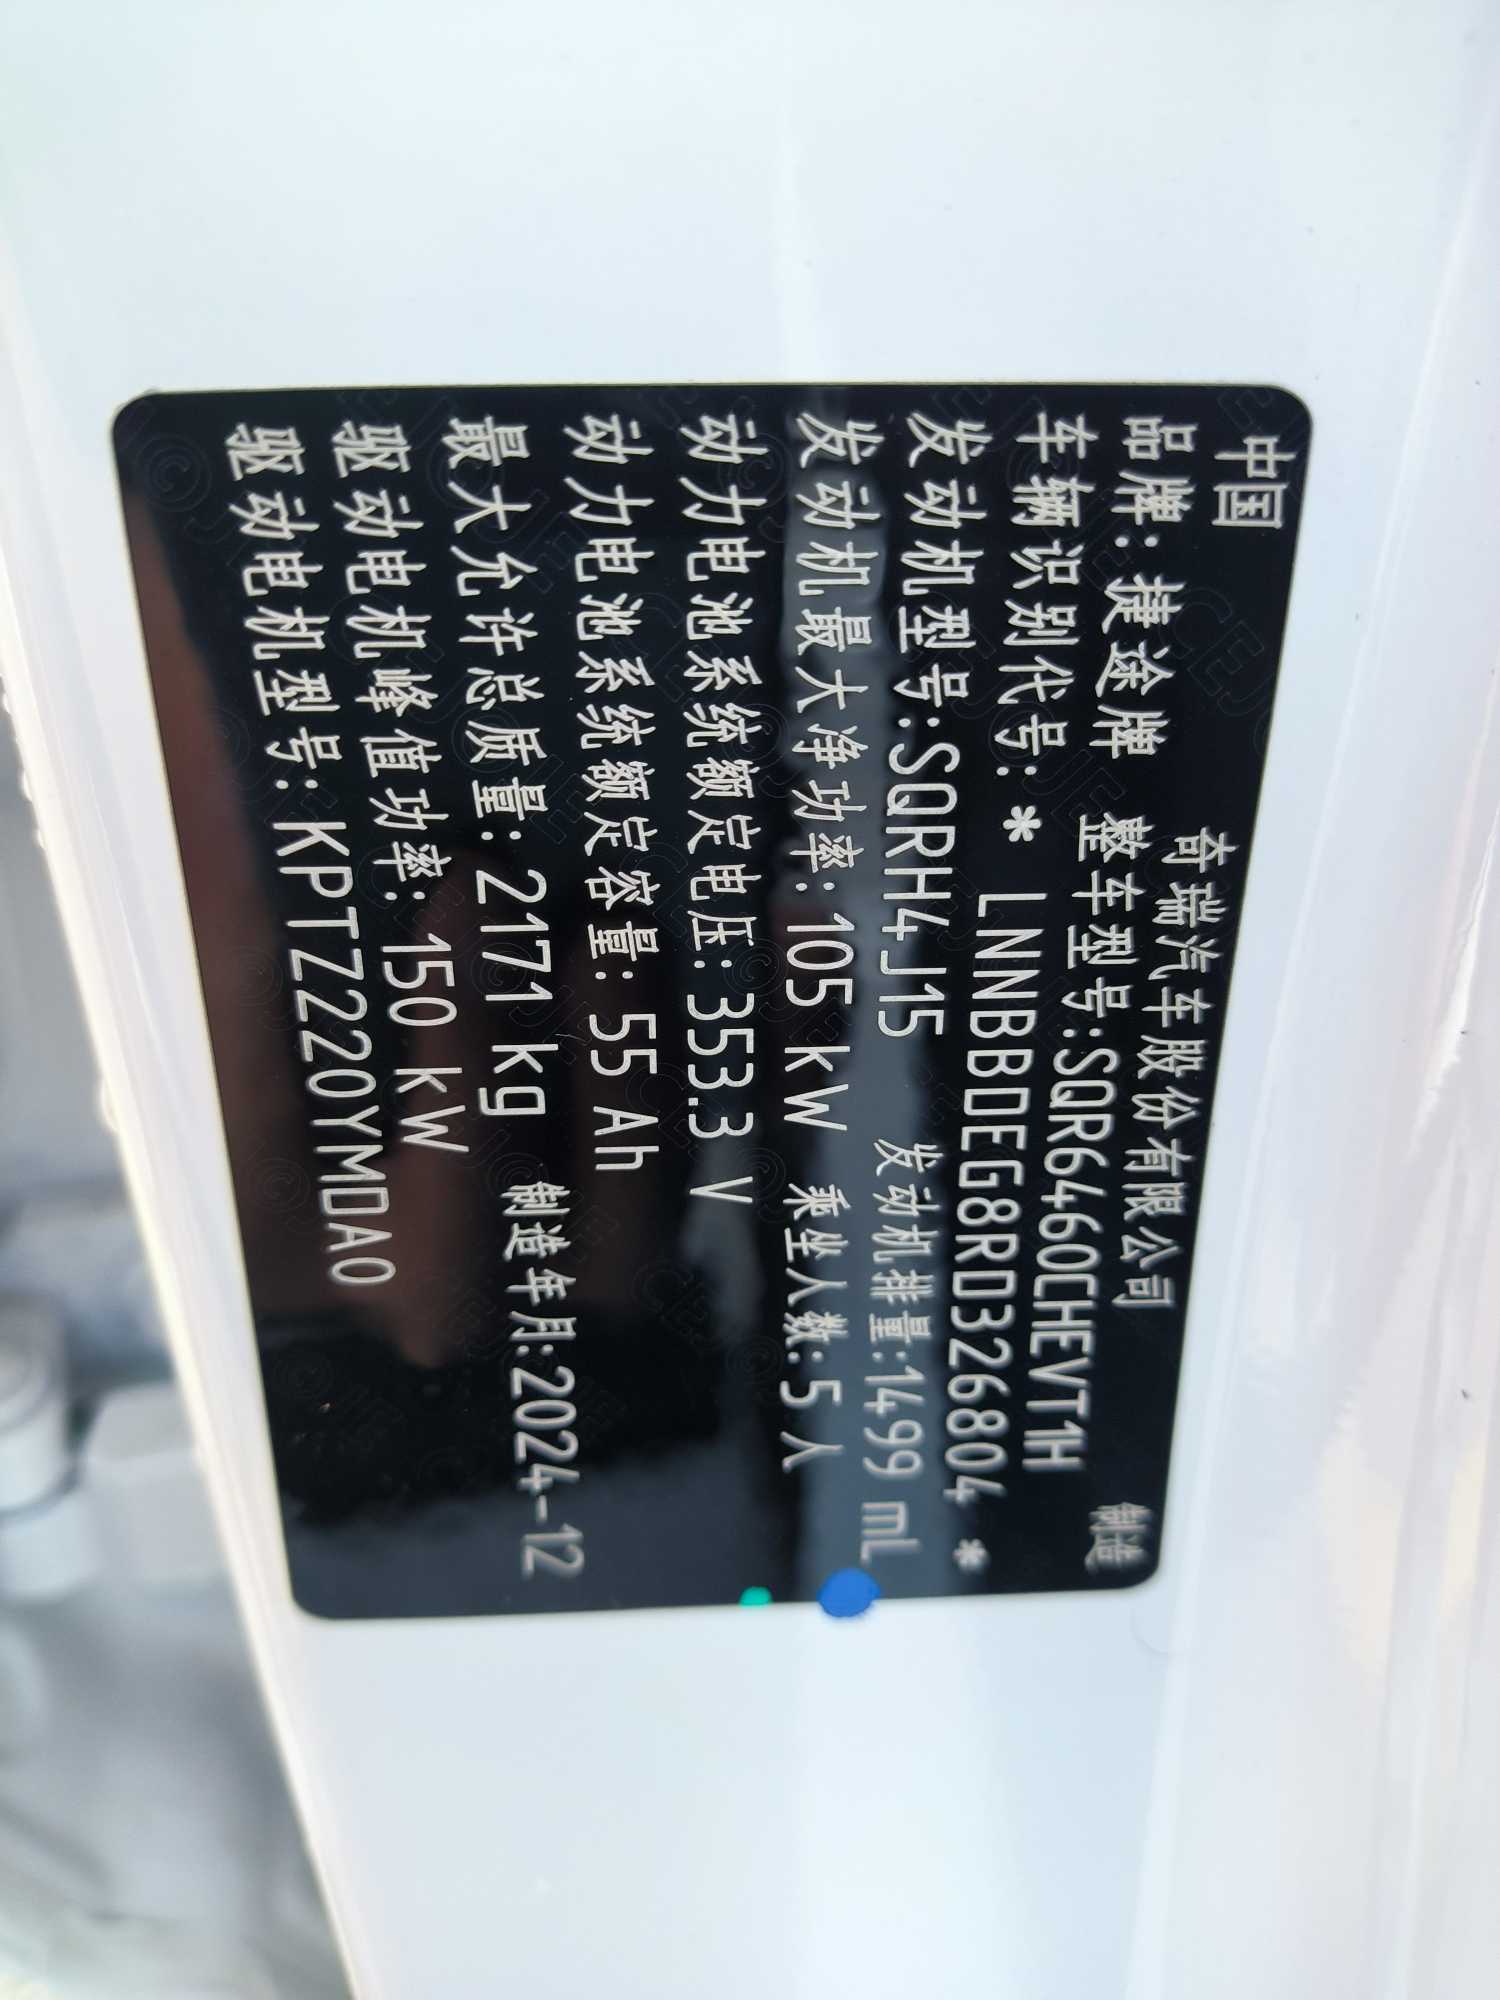 中国 奇瑞汽车股份有限公司 制造
品牌: 捷途牌 整车型号:SQR6460CHEVT1H
车辆识别代号: * LNNBBDEG8RD326804 *
发动机型号:SQRH4J15 发动机排量:1499 mL
发动机最大净功率:105 kW 乘坐人数:5 人
动力电池系统额定电压:353.3 V
动力电池系统额定容量: 55 Ah
最大允许总质量: 2171 kg 制造年月:2024-12
驱动电机峰值功率: 150 kW
驱动电机型号: KPTZ220YMDA0